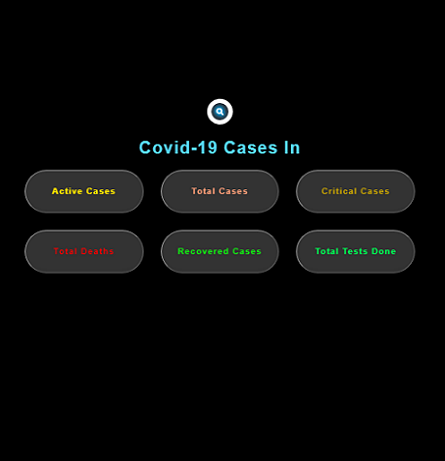 Covid-19 Cases In
Active Cases
Total Cases
Critical Cases
Total Deaths
Recovered Cases
Total Tests Done